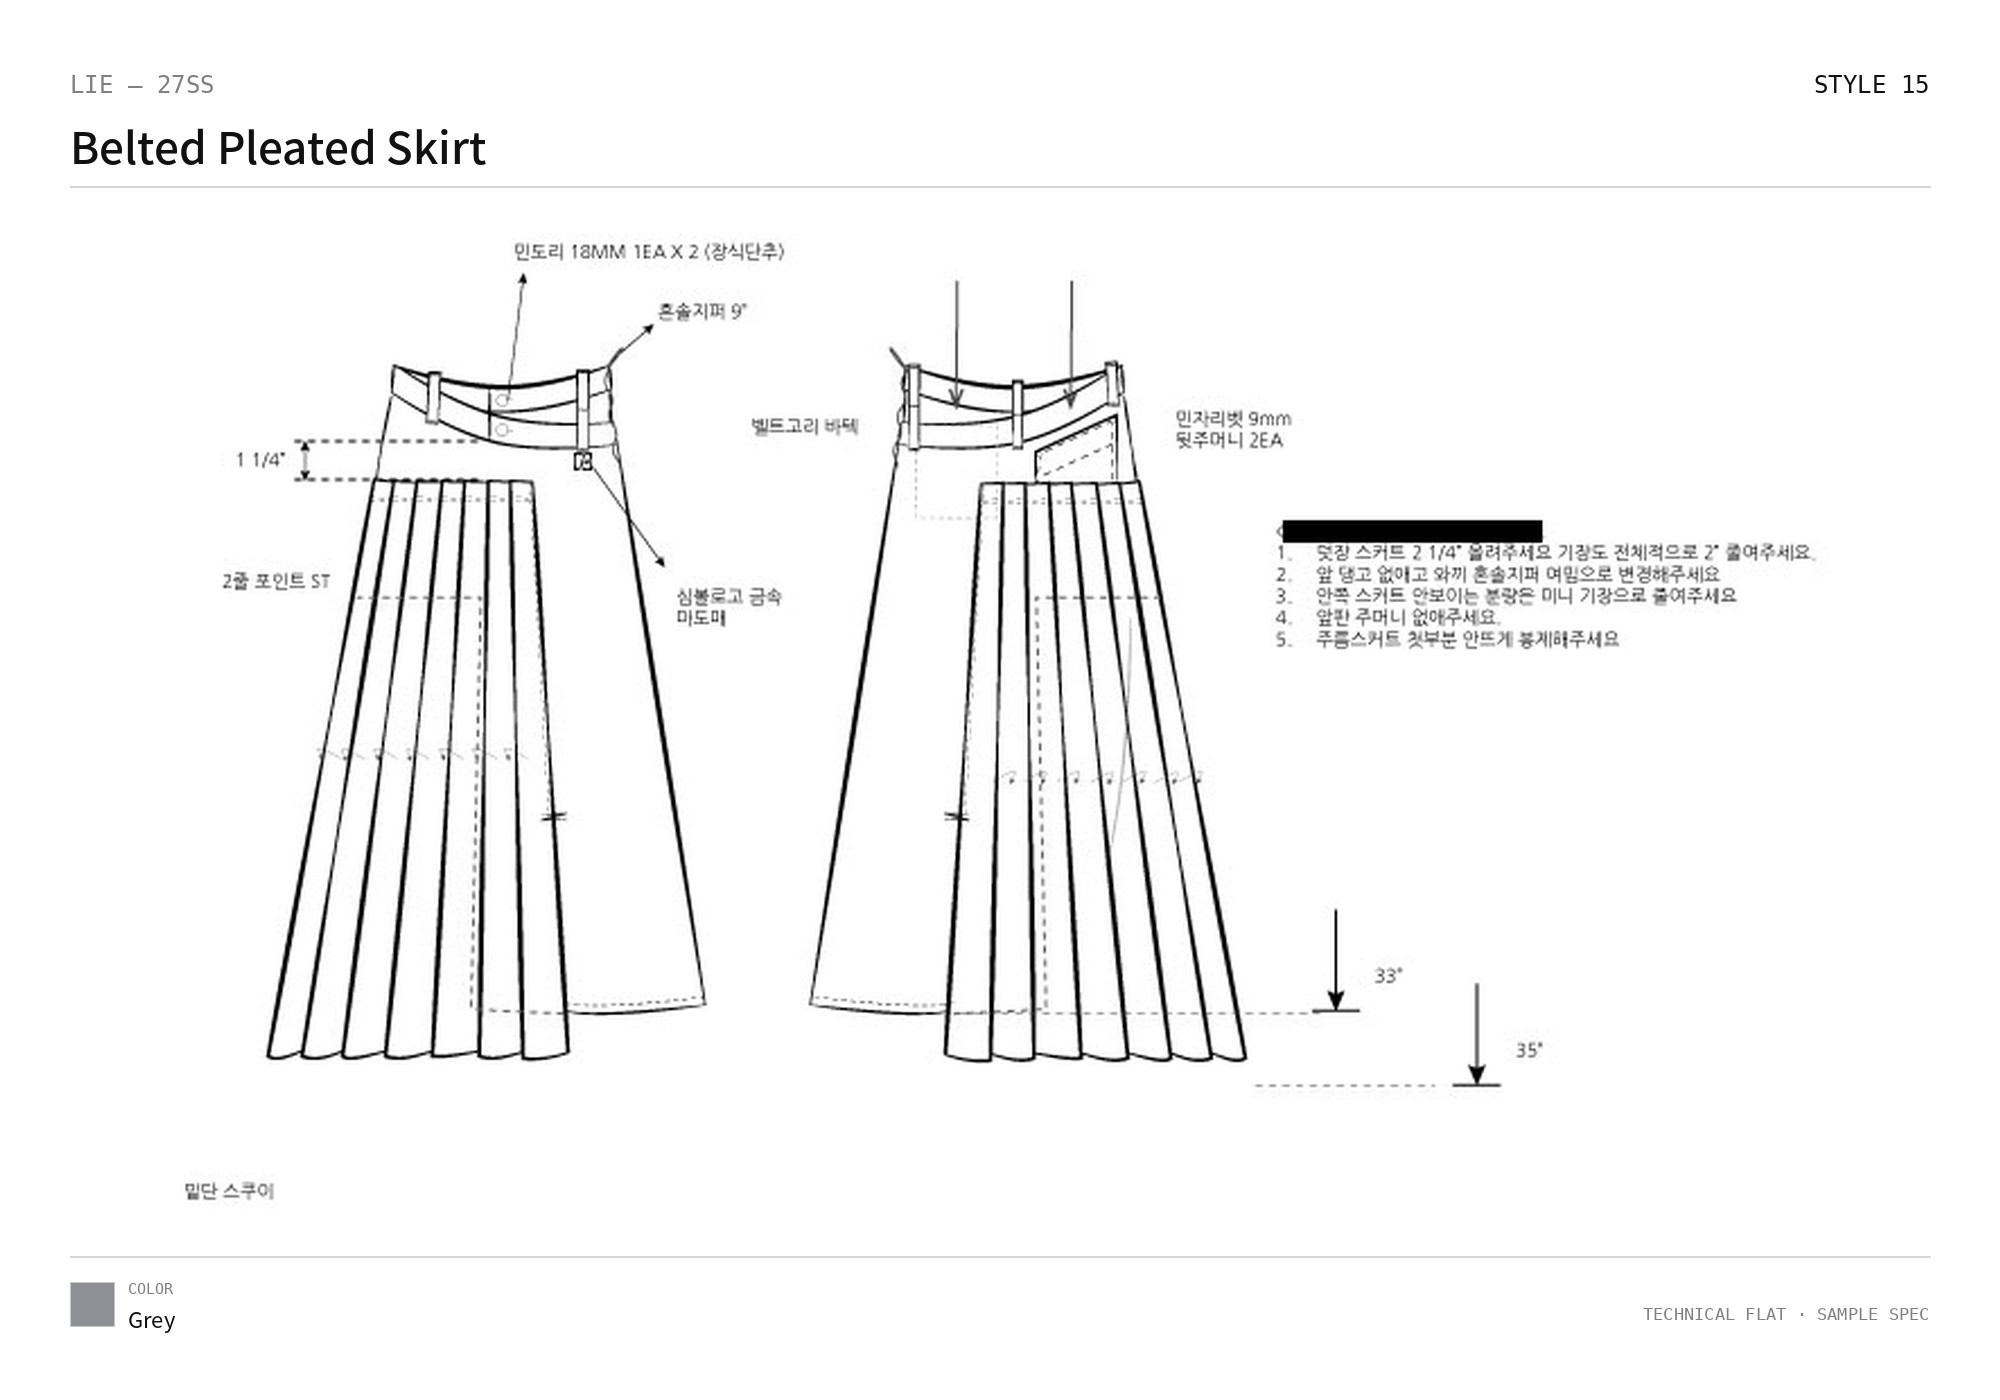 LIE — 27SS
STYLE 15
Belted Pleated Skirt
민도리 18MM 1EA X 2 (장식단추)
혼솔지퍼 9"
벨트고리 바텍
민자리벳 9mm
뒷주머니 2EA
1 1/4"
1. 덧장 스커트 2 1/4" 올려주세요 기장도 전체적으로 2" 줄여주세요.
2. 앞 댕고 없애고 와끼 혼솔지퍼 여밈으로 변경해주세요
3. 안쪽 스커트 안보이는 분량은 미니 기장으로 줄여주세요
4. 앞판 주머니 없애주세요.
5. 주름스커트 첫부분 안뜨게 봉제해주세요
2줄 포인트 ST
심볼로고 금속
마도매
33"
35"
밑단 스쿠이
COLOR
Grey
TECHNICAL FLAT · SAMPLE SPEC